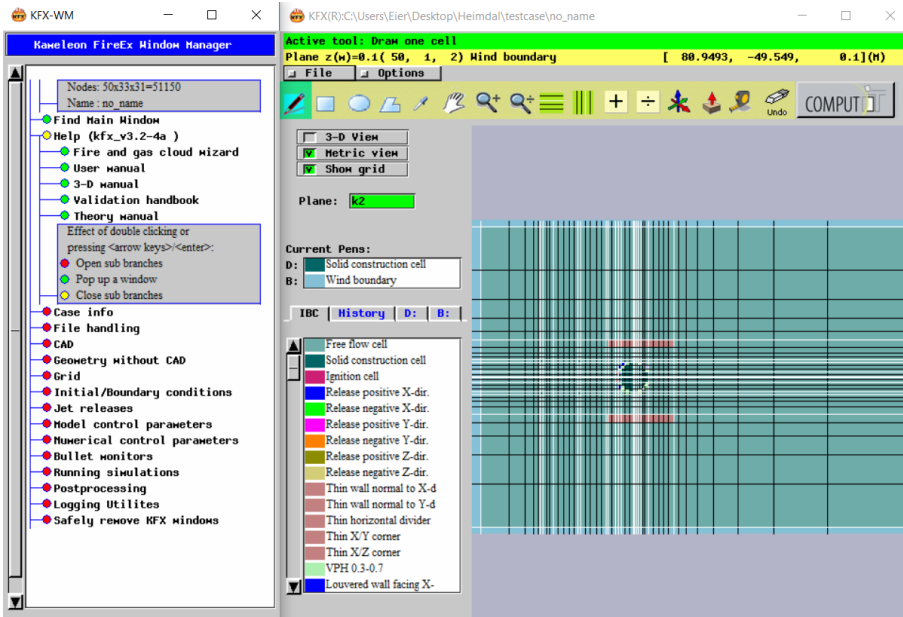 KFX-WM
Kameleon FireEx Window Manager
Nodes: 50x33x31=51150
Name : no_name
Find Main Window
Help (kfx_v3.2-4a )
Fire and gas cloud wizard
User manual
3-D manual
Validation handbook
Theory manual
Effect of double clicking or
pressing <arrow keys>/<enter>:
Open sub branches
Pop up a window
Close sub branches
Case info
File handling
CAD
Geometry without CAD
Grid
Initial/Boundary conditions
Jet releases
Model control parameters
Numerical control parameters
Bullet monitors
Running simulations
Postprocessing
Logging Utilites
Safely remove KFX windows
KFX(R):C:\Users\Eier\Desktop\Heimdal\testcase\no_name
Active tool: Draw one cell
Plane z(m)=0.1( 50, 1, 2) Wind boundary [ 80.9493, -49.549, 0.1](M)
File Options
Undo
COMPUT
3-D View
Metric view
Show grid
Plane: k2
Current Pens:
D: Solid construction cell
B: Wind boundary
IBC History D: B:
Free flow cell
Solid construction cell
Ignition cell
Release positive X-dir.
Release negative X-dir.
Release positive Y-dir.
Release negative Y-dir.
Release positive Z-dir.
Release negative Z-dir.
Thin wall normal to X-d
Thin wall normal to Y-d
Thin horizontal divider
Thin X/Y corner
Thin X/Z corner
VPH 0.3-0.7
Louvered wall facing X-